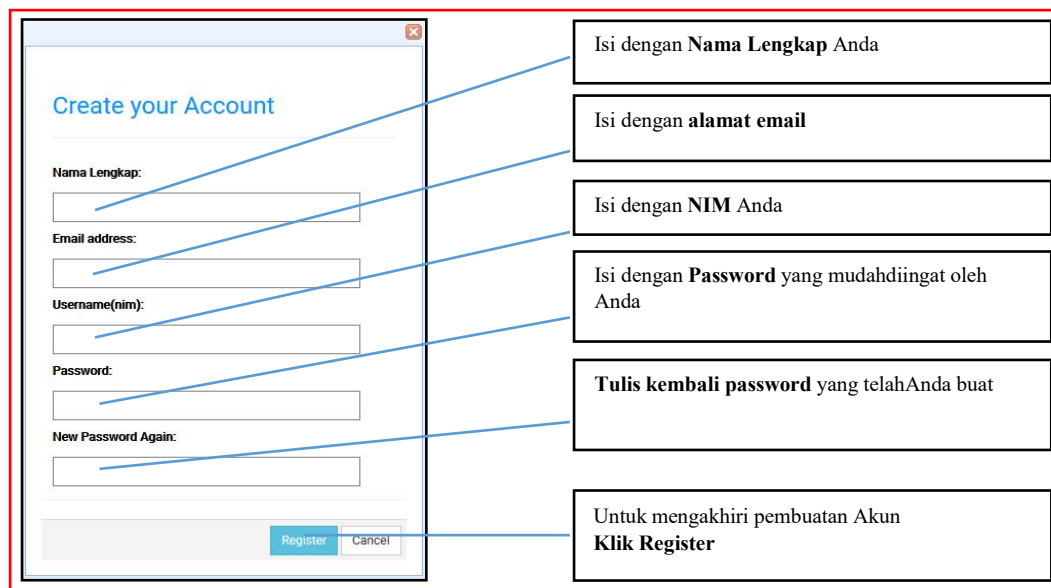 Create your Account
Nama Lengkap:
Email address:
Username(nim):
Password:
New Password Again:
Register Cancel
Isi dengan Nama Lengkap Anda
Isi dengan alamat email
Isi dengan NIM Anda
Isi dengan Password yang mudahdiingat oleh
Anda
Tulis kembali password yang telahAnda buat
Untuk mengakhiri pembuatan Akun
Klik Register